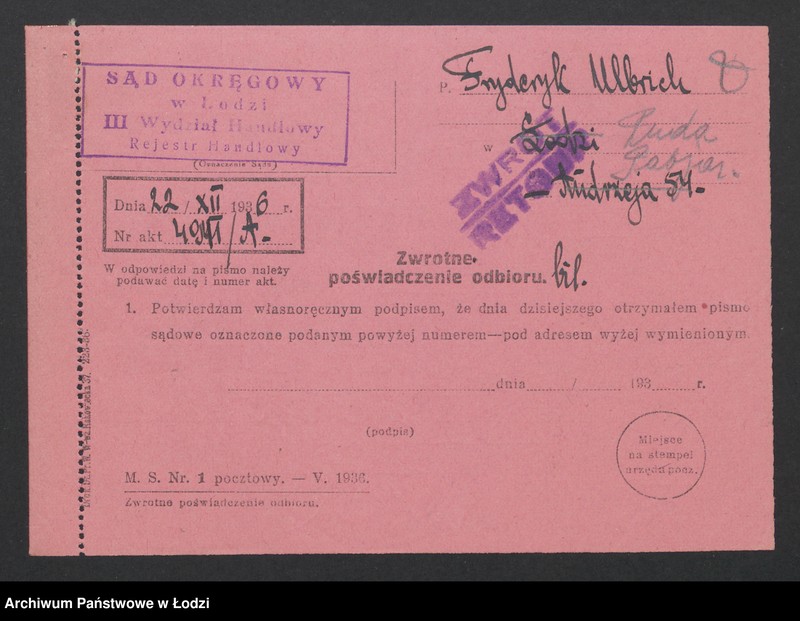 SĄD OKRĘGOWY
w Łodzi
III Wydział Handlowy
Rejestr Handlowy
(Oznaczenie Sądu)
P. Fryderyk Ulbrich
w Łodzi Ruda
Pabjan.
Andrzeja 54.
ZWROT
RETOUR
Dnia 22 / XII 1936 r.
Nr akt / A-
W odpowiedzi na pismo należy
podawać datę i numer akt.
Zwrotne
poświadczenie odbioru. bil.
1. Potwierdzam własnoręcznym podpisem, że dnia dzisiejszego otrzymałem pismo
sądowe oznaczone podanym powyżej numerem—pod adresem wyżej wymienionym.
dnia / 193 r.
(podpis)
Miejsce
na stempel
urzędu pocz.
M. S. Nr. 1 pocztowy. — V. 1936.
Zwrotne poświadczenie odbioru.
Archiwum Państwowe w Łodzi